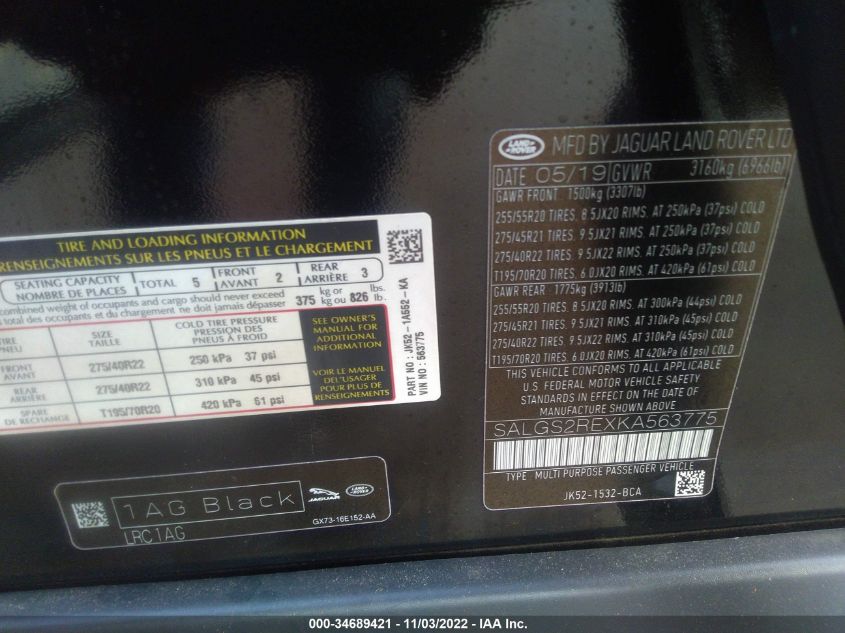 TIRE AND LOADING INFORMATION
RENSEIGNEMENTS SUR LES PNEUS ET LE CHARGEMENT
SEATING CAPACITY
NOMBRE DE PLACES
TOTAL 5
FRONT
AVANT 2
REAR
ARRIÈRE 3
combined weight of occupants and cargo should never exceed
total des occupants et du chargement ne doit jamais dépasser
375 kg or kg ou 826 lbs. lb.
TIRE
PNEU
SIZE
TAILLE
COLD TIRE PRESSURE
PRESSION DES
PNEUS À FROID
FRONT
AVANT
275/40R22
250 kPa 37 psi
REAR
ARRIÈRE
275/40R22
310 kPa 45 psi
SPARE
DE RECHANGE
T195/70R20
420 kPa 61 psi
SEE OWNER'S
MANUAL FOR
ADDITIONAL
INFORMATION
VOIR LE MANUEL
DE L'USAGER
POUR PLUS DE
RENSEIGNEMENTS
PART NO : JK52-1A552-KA
VIN NO : 563775
1AG Black
LRC1AG
JAGUAR
LAND ROVER
GX73-16E152-AA
LAND ROVER
MFD BY JAGUAR LAND ROVER LTD
DATE 05/19 GVWR 3160kg (6966lb)
GAWR FRONT 1500kg (3307lb)
255/55R20 TIRES. 8.5JX20 RIMS. AT 250kPa (37psi) COLD
275/45R21 TIRES. 9.5JX21 RIMS. AT 250kPa (37psi) COLD
275/40R22 TIRES. 9.5JX22 RIMS. AT 250kPa (37psi) COLD
T195/70R20 TIRES. 6.0JX20 RIMS. AT 420kPa (61psi) COLD
GAWR REAR 1775kg (3913lb)
255/55R20 TIRES. 8.5JX20 RIMS. AT 300kPa (44psi) COLD
275/45R21 TIRES. 9.5JX21 RIMS. AT 310kPa (45psi) COLD
275/40R22 TIRES. 9.5JX22 RIMS. AT 310kPa (45psi) COLD
T195/70R20 TIRES. 6.0JX20 RIMS. AT 420kPa (61psi) COLD
THIS VEHICLE CONFORMS TO ALL APPLICABLE
U.S. FEDERAL MOTOR VEHICLE SAFETY
STANDARDS IN EFFECT ON THE DATE OF
MANUFACTURE SHOWN ABOVE
SALGS2REXKA563775
TYPE: MULTI PURPOSE PASSENGER VEHICLE
JK52-1532-BCA
000-34689421 - 11/03/2022 - IAA Inc.